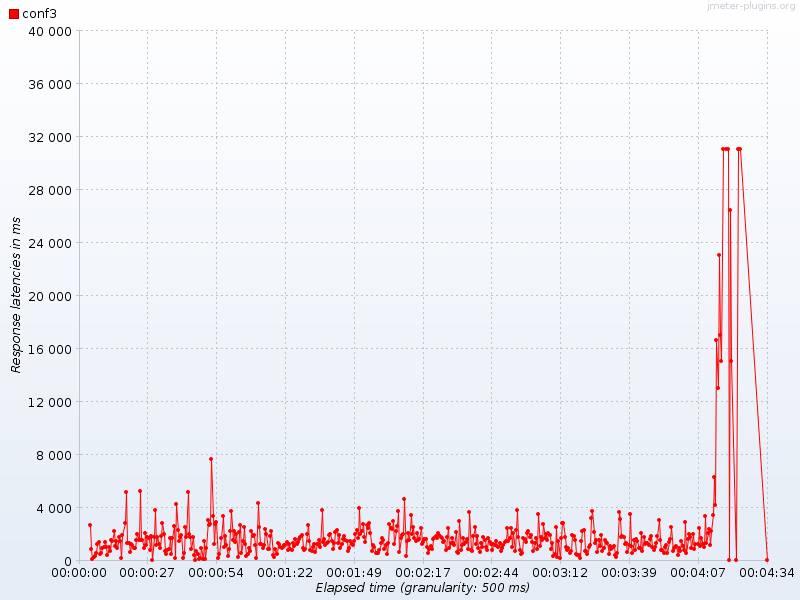 jmeter-plugins.org
conf3
40 000
36 000
32 000
28 000
24 000
20 000
16 000
12 000
8 000
4 000
0
Response latencies in ms
00:00:00 00:00:27 00:00:54 00:01:22 00:01:49 00:02:17 00:02:44 00:03:12 00:03:39 00:04:07 00:04:34
Elapsed time (granularity: 500 ms)